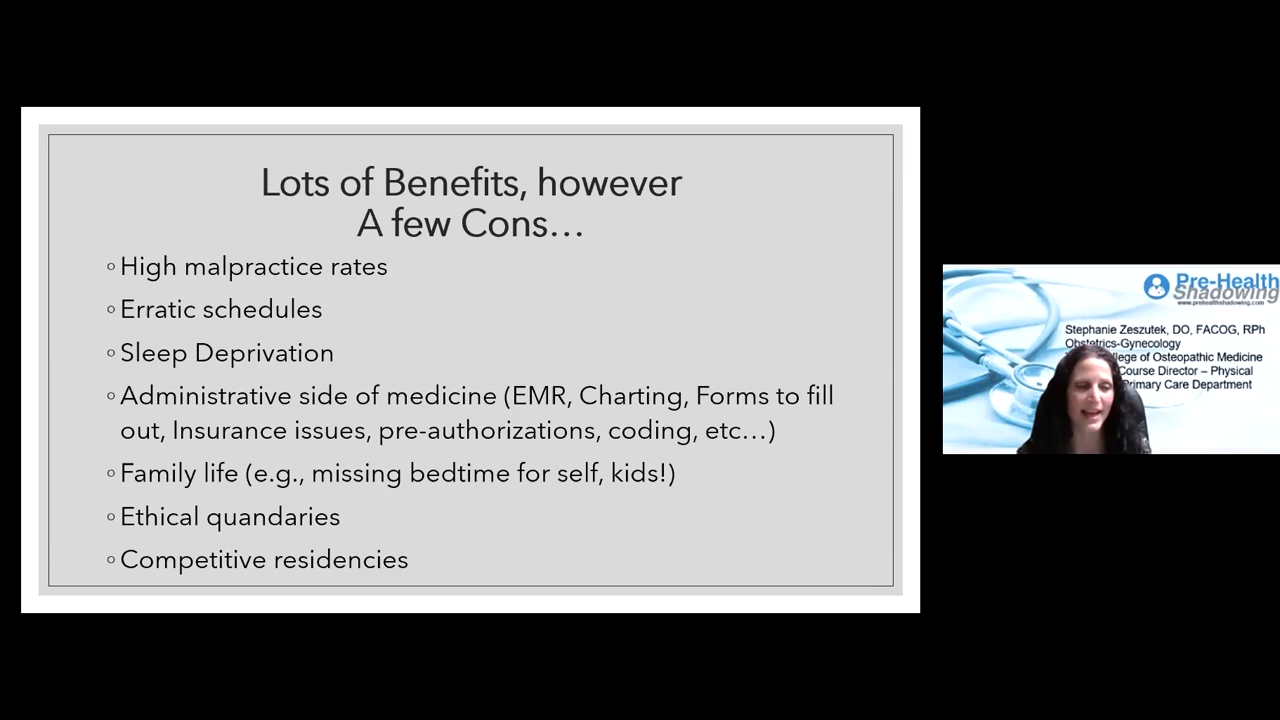 Lots of Benefits, however
A few Cons…
◦ High malpractice rates
◦ Erratic schedules
◦ Sleep Deprivation
◦ Administrative side of medicine (EMR, Charting, Forms to fill
out, Insurance issues, pre-authorizations, coding, etc…)
◦ Family life (e.g., missing bedtime for self, kids!)
◦ Ethical quandaries
◦ Competitive residencies
Pre-Health
Shadowing
www.prehealthshadowing.com
Stephanie Zeszutek, DO, FACOG, RPh
Obstetrics-Gynecology
of Osteopathic Medicine
Course Director – Physical
Primary Care Department